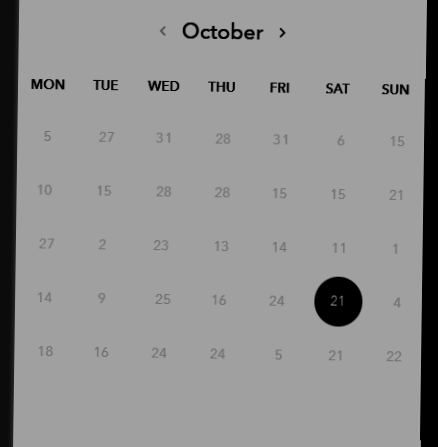 ‹ October ›
MON TUE WED THU FRI SAT SUN
5 27 31 28 31 6 15
10 15 28 28 15 15 21
27 2 23 13 14 11 1
14 9 25 16 24 21 4
18 16 24 24 5 21 22